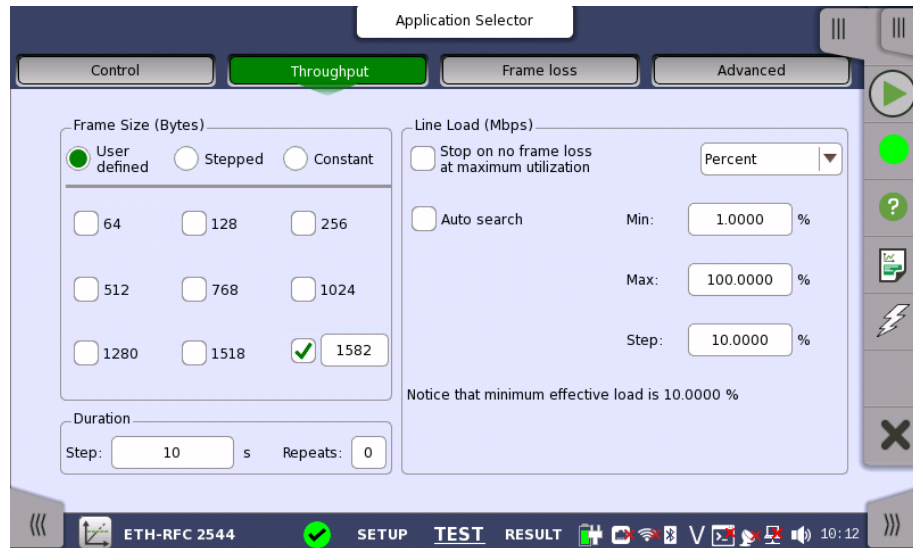 Application Selector
Control Throughput Frame loss Advanced
Frame Size (Bytes)
User defined Stepped Constant
64 128 256
512 768 1024
1280 1518 1582
Duration
Step: 10 s Repeats: 0
Line Load (Mbps)
Stop on no frame loss
at maximum utilization
Percent
Auto search Min: 1.0000 %
Max: 100.0000 %
Step: 10.0000 %
Notice that minimum effective load is 10.0000 %
ETH-RFC 2544 SETUP TEST RESULT V 10:12